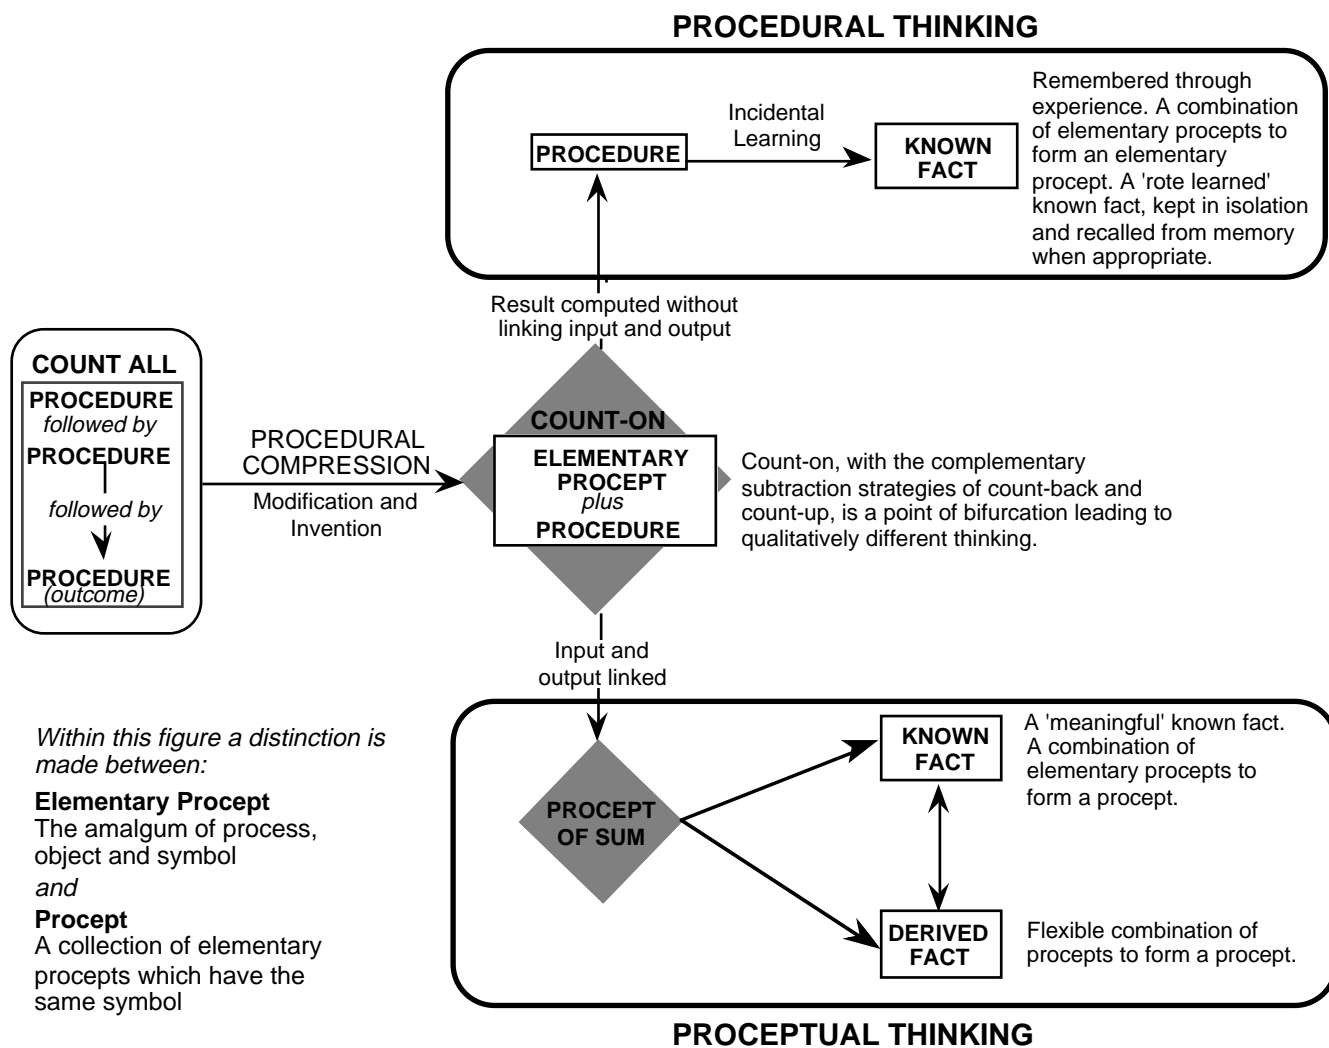 PROCEDURAL THINKING
PROCEDURE
Incidental
Learning
KNOWN
FACT
Remembered through
experience. A combination
of elementary procepts to
form an elementary
procept. A 'rote learned'
known fact, kept in isolation
and recalled from memory
when appropriate.
Result computed without
linking input and output
COUNT ALL
PROCEDURE
followed by
PROCEDURE
followed by
PROCEDURE
(outcome)
PROCEDURAL
COMPRESSION
Modification and
Invention
COUNT-ON
ELEMENTARY
PROCEPT
plus
PROCEDURE
Count-on, with the complementary
subtraction strategies of count-back and
count-up, is a point of bifurcation leading to
qualitatively different thinking.
Input and
output linked
PROCEPT
OF SUM
KNOWN
FACT
A 'meaningful' known fact.
A combination of
elementary procepts to
form a procept.
DERIVED
FACT
Flexible combination of
procepts to form a procept.
Within this figure a distinction is
made between:
Elementary Procept
The amalgum of process,
object and symbol
and
Procept
A collection of elementary
procepts which have the
same symbol
PROCEPTUAL THINKING